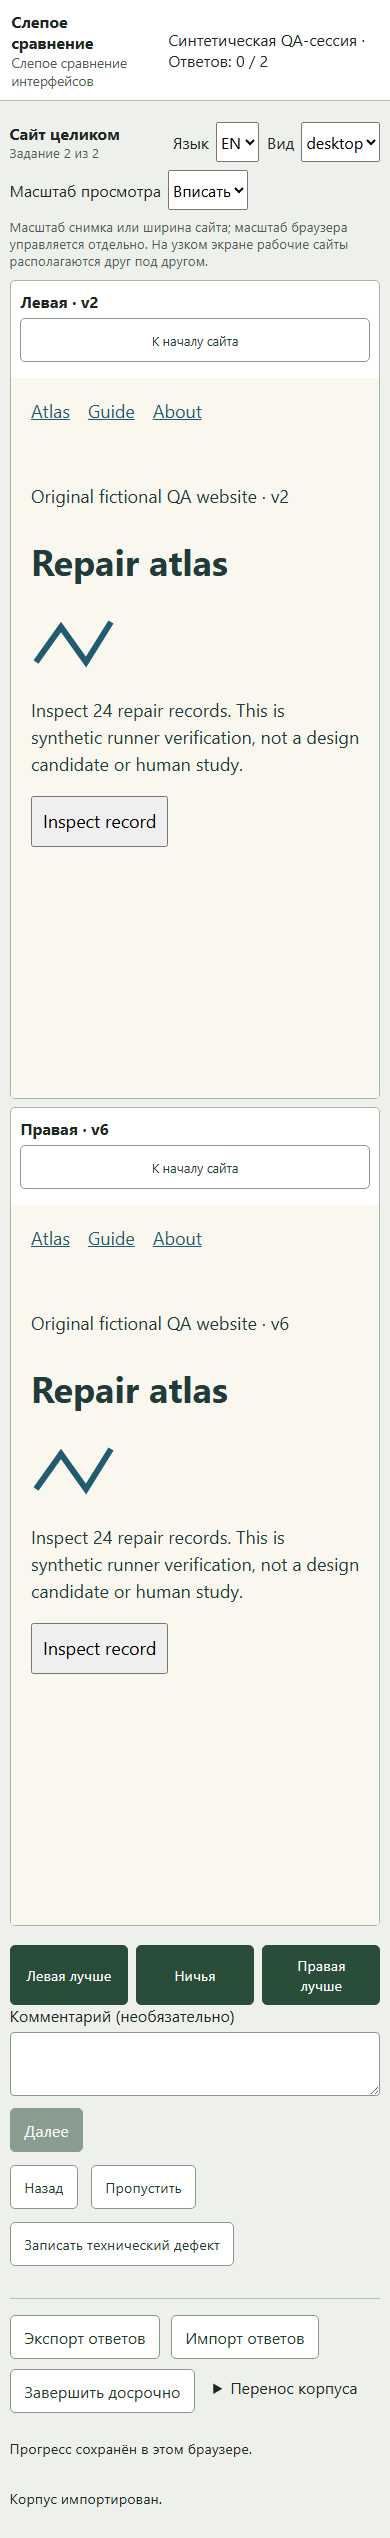 Слепое
сравнение
Слепое сравнение
интерфейсов
Синтетическая QA-сессия ·
Ответов: 0 / 2
Сайт целиком
Задание 2 из 2
Язык EN Вид desktop
Масштаб просмотра Вписать
Масштаб снимка или ширина сайта; масштаб браузера
управляется отдельно. На узком экране рабочие сайты
располагаются друг под другом.
Левая · v2
К началу сайта
Atlas Guide About
Original fictional QA website · v2
Repair atlas
Inspect 24 repair records. This is
synthetic runner verification, not a design
candidate or human study.
Inspect record
Правая · v6
К началу сайта
Atlas Guide About
Original fictional QA website · v6
Repair atlas
Inspect 24 repair records. This is
synthetic runner verification, not a design
candidate or human study.
Inspect record
Левая лучше
Ничья
Правая
лучше
Комментарий (необязательно)
Далее
Назад Пропустить
Записать технический дефект
Экспорт ответов Импорт ответов
Завершить досрочно ▶ Перенос корпуса
Прогресс сохранён в этом браузере.
Корпус импортирован.